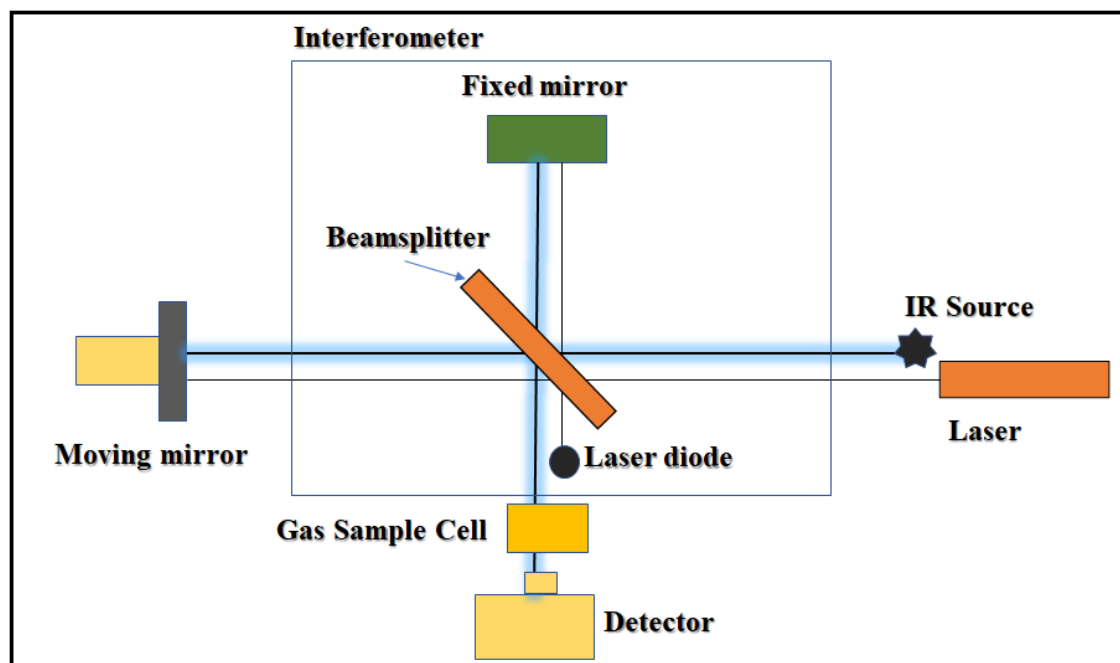 Interferometer
Fixed mirror
Beamsplitter
IR Source
Laser
Moving mirror
Laser diode
Gas Sample Cell
Detector